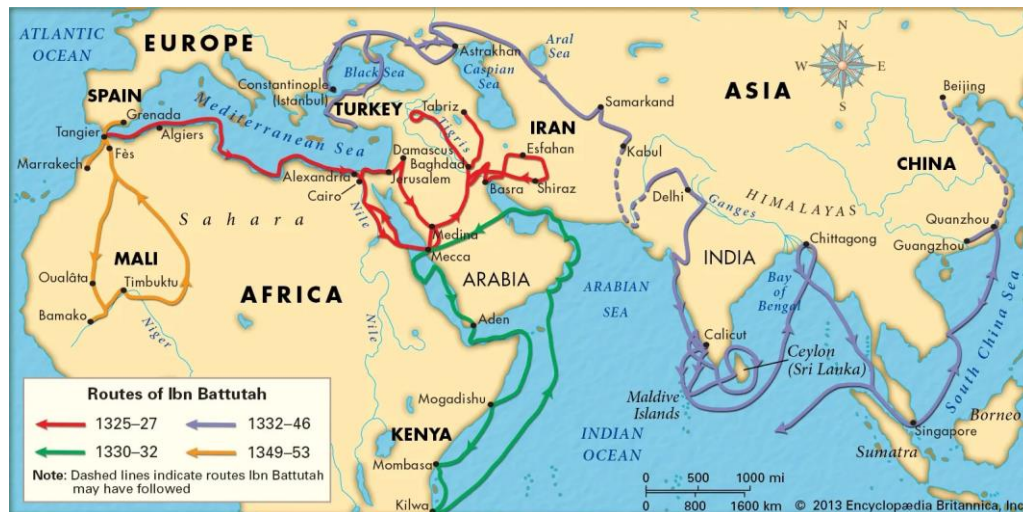 ATLANTIC
OCEAN
EUROPE
Aral
Sea
ASIA
N
W E
S
Astrakhan
Black Sea
Caspian
Sea
Constantinople
(Istanbul)
TURKEY
Tabriz
Samarkand
Beijing
SPAIN
Grenada
Tangier
Algiers
Mediterranean Sea
Tigris
IRAN
Esfahan
Kabul
CHINA
Marrakech
Fès
Damascus
Baghdad
Alexandria
Jerusalem
Cairo
Basra
Shiraz
Delhi
Ganges
HIMALAYAS
Quanzhou
Guangzhou
Sahara
Nile
Medina
Mecca
ARABIA
INDIA
Chittagong
MALI
Oualâta
Timbuktu
AFRICA
ARABIAN
SEA
Bay
of
Bengal
Bamako
Niger
Nile
Aden
Calicut
Ceylon
(Sri Lanka)
South China Sea
Routes of Ibn Battutah
1325–27 1332–46
1330–32 1349–53
Note: Dashed lines indicate routes Ibn Battutah
may have followed
Mogadishu
Maldive
Islands
KENYA
INDIAN
OCEAN
Borneo
Singapore
Sumatra
Mombasa
Kilwa
0 500 1000 mi
0 800 1600 km
© 2013 Encyclopædia Britannica, Inc